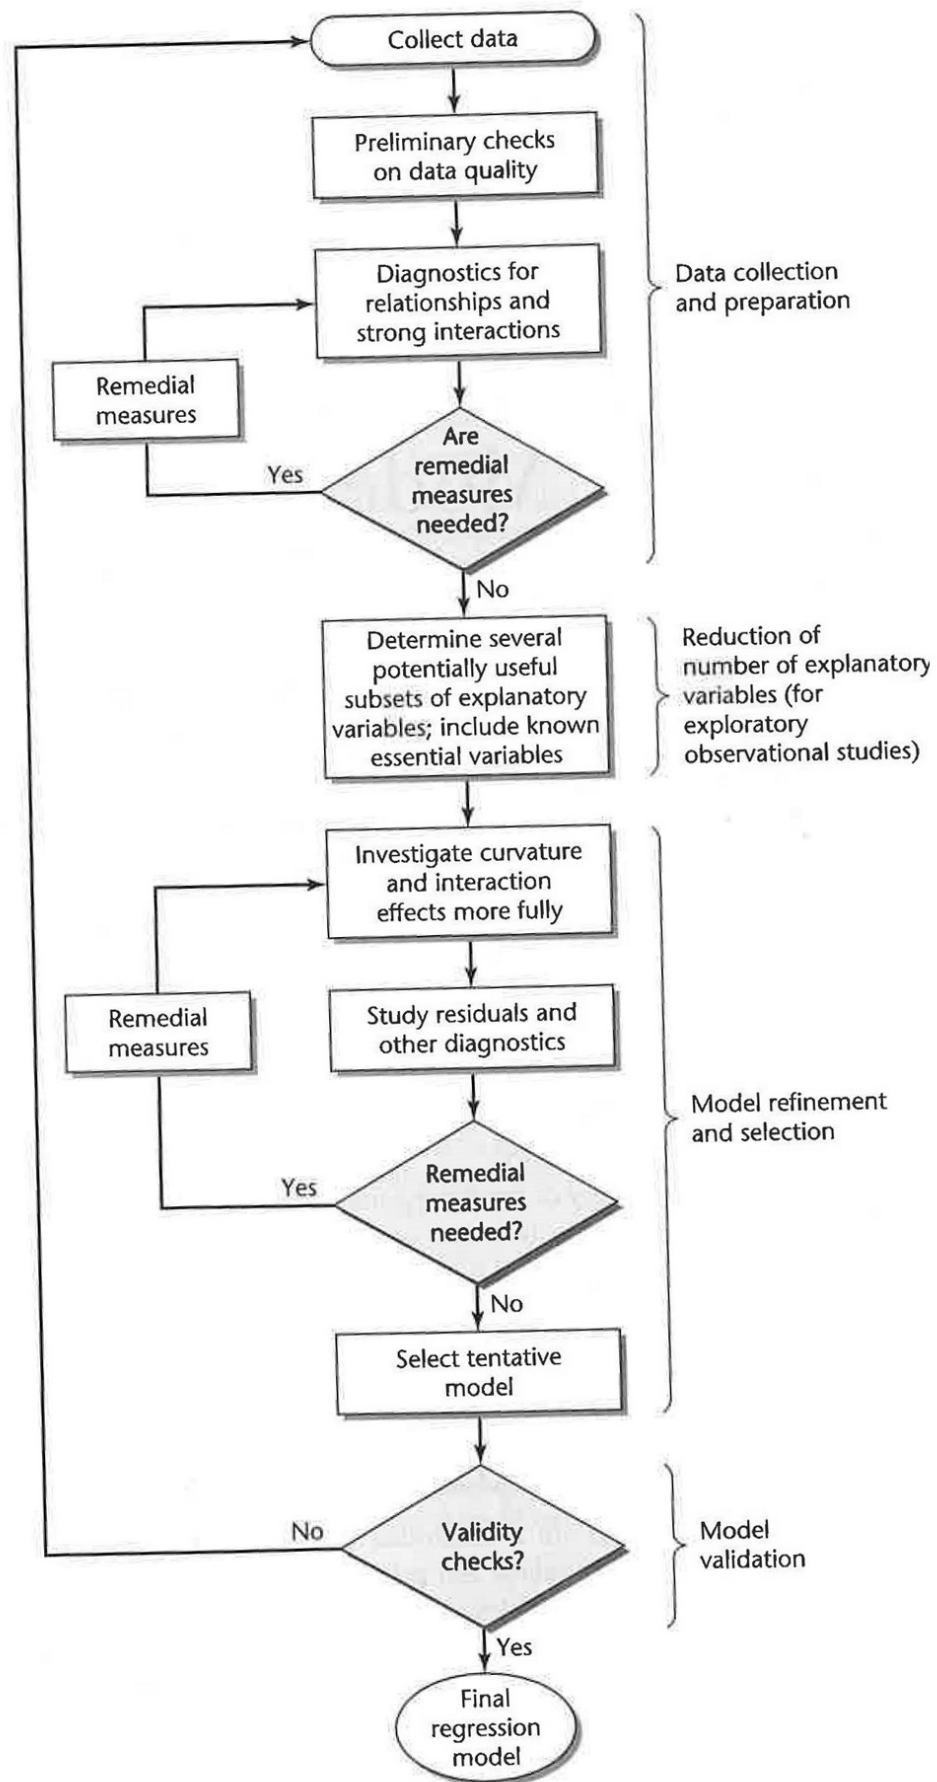 Collect data
Preliminary checks
on data quality
Diagnostics for
relationships and
strong interactions
Data collection
and preparation
Remedial
measures
Are
remedial
measures
needed?
Yes
No
Determine several
potentially useful
subsets of explanatory
variables; include known
essential variables
Reduction of
number of explanatory
variables (for
exploratory
observational studies)
Investigate curvature
and interaction
effects more fully
Remedial
measures
Study residuals and
other diagnostics
Model refinement
and selection
Yes
Remedial
measures
needed?
No
Select tentative
model
No
Validity
checks?
Model
validation
Yes
Final
regression
model